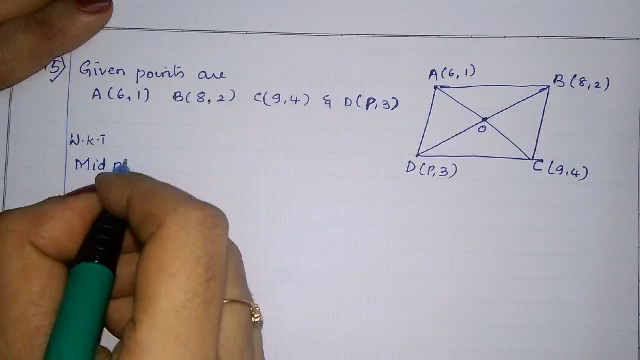 5) Given points are
A(6,1) B(8,2) C(9,4) & D(P,3)
W.K.T
Mid p
A(6,1)
B(8,2)
O
D(P,3)
C(9,4)